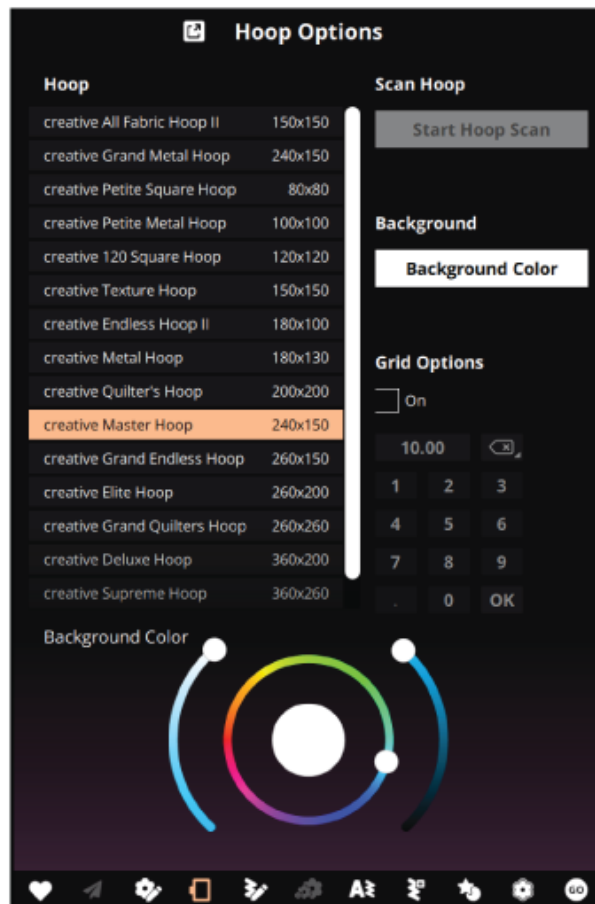 Hoop Options
Hoop
creative All Fabric Hoop II 150x150
creative Grand Metal Hoop 240x150
creative Petite Square Hoop 80x80
creative Petite Metal Hoop 100x100
creative 120 Square Hoop 120x120
creative Texture Hoop 150x150
creative Endless Hoop II 180x100
creative Metal Hoop 180x130
creative Quilter's Hoop 200x200
creative Master Hoop 240x150
creative Grand Endless Hoop 260x150
creative Elite Hoop 260x200
creative Grand Quilters Hoop 260x260
creative Deluxe Hoop 360x200
creative Supreme Hoop 360x260
Scan Hoop
Start Hoop Scan
Background
Background Color
Grid Options
On
10.00
1 2 3
4 5 6
7 8 9
. 0 OK
Background Color
A
GO